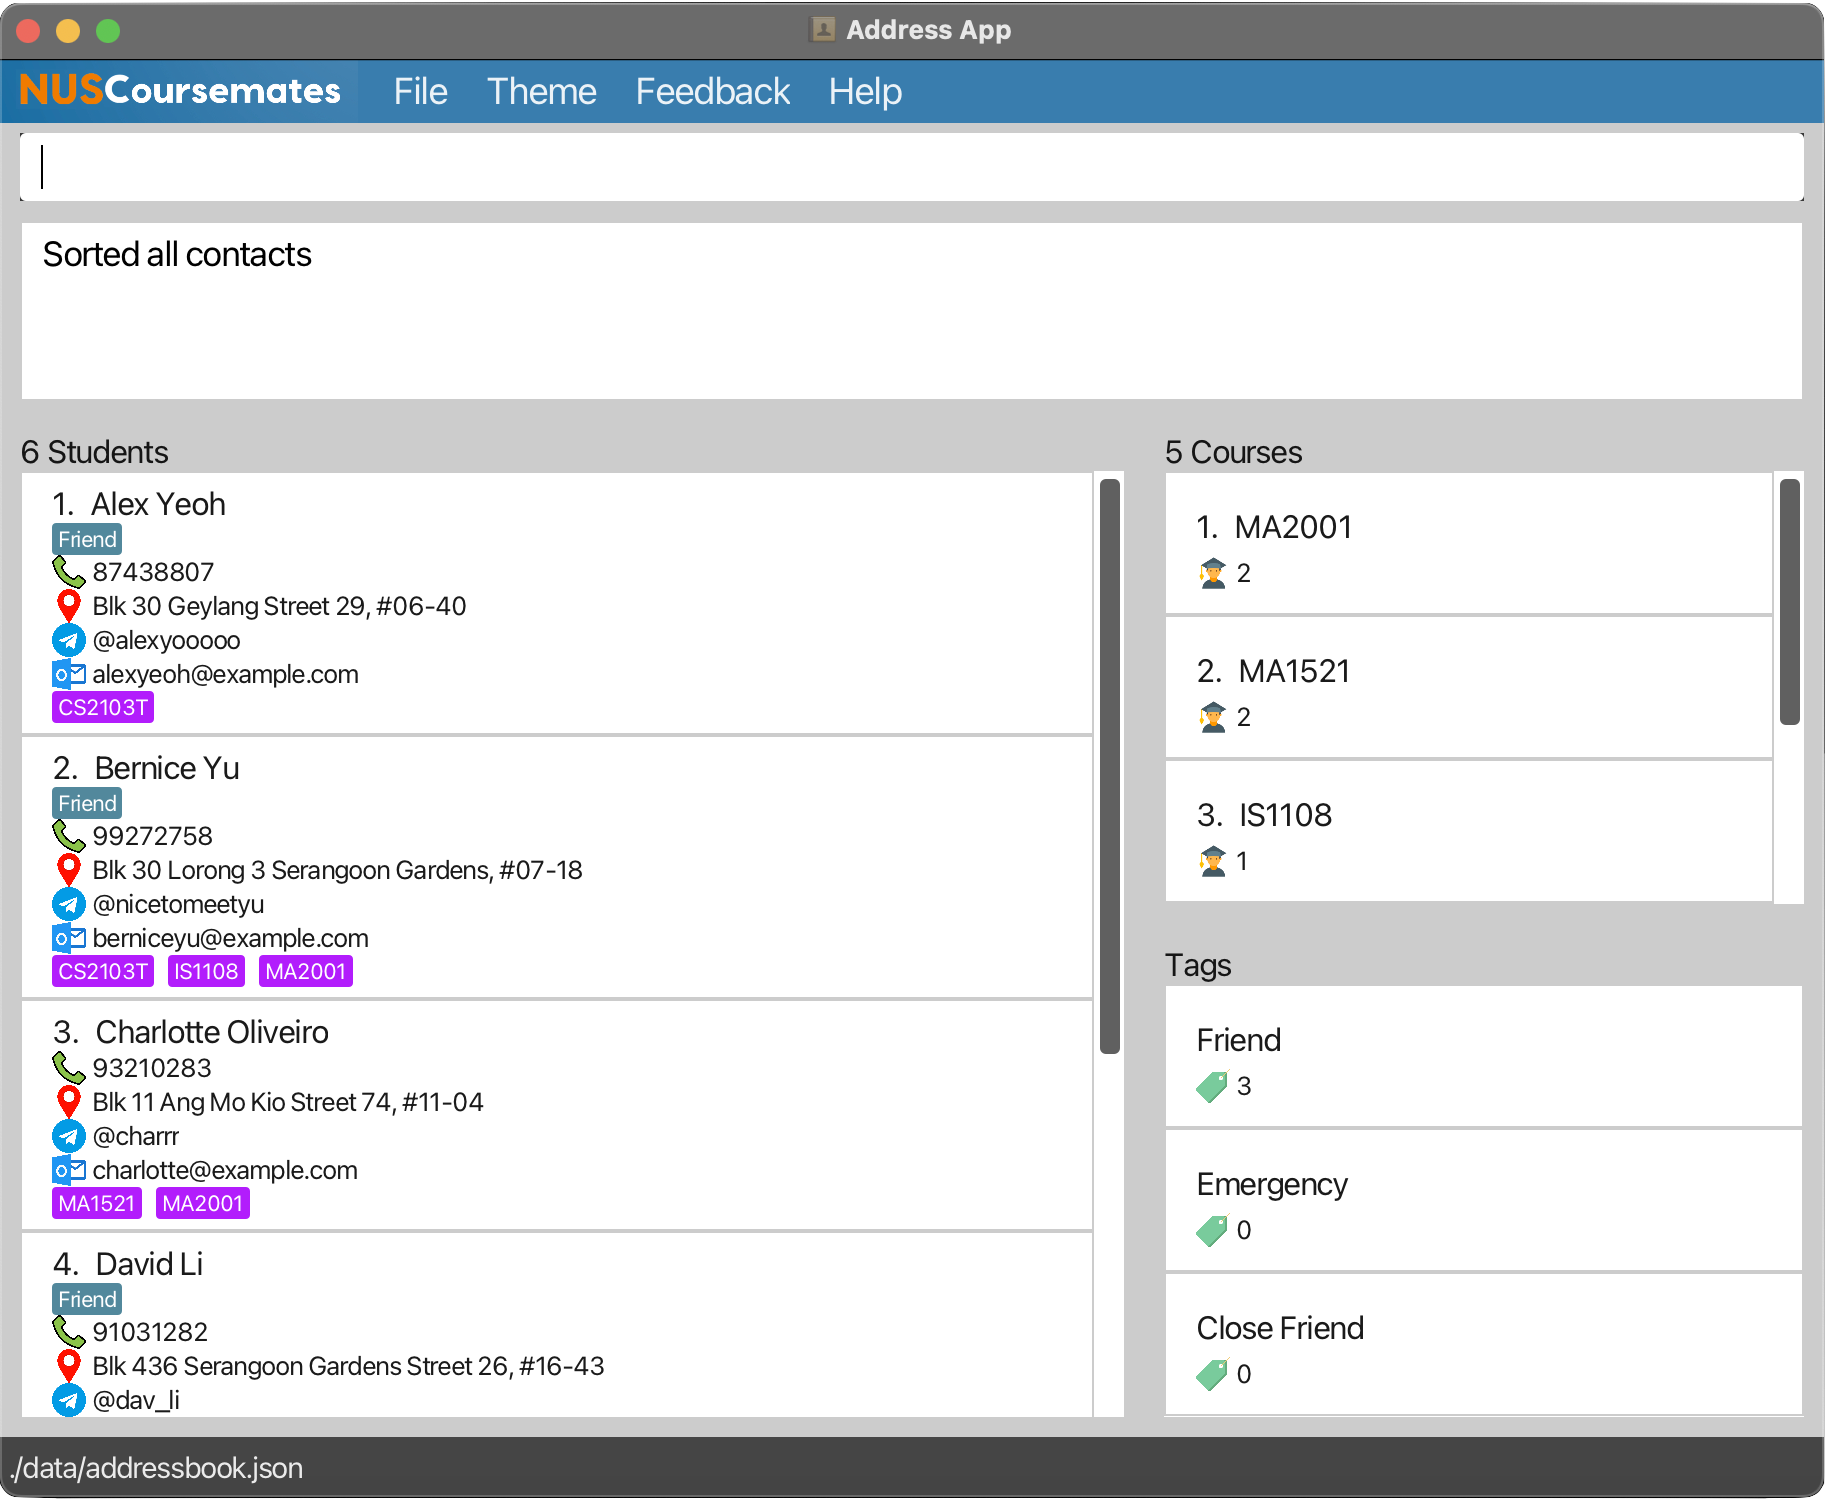 Address App
NUSCoursemates File Theme Feedback Help
Sorted all contacts
6 Students
1. Alex Yeoh
Friend
87438807
Blk 30 Geylang Street 29, #06-40
@alexyooooo
alexyeoh@example.com
CS2103T
2. Bernice Yu
Friend
99272758
Blk 30 Lorong 3 Serangoon Gardens, #07-18
@nicetomeetyu
berniceyu@example.com
CS2103T IS1108 MA2001
3. Charlotte Oliveiro
93210283
Blk 11 Ang Mo Kio Street 74, #11-04
@charrr
charlotte@example.com
MA1521 MA2001
4. David Li
Friend
91031282
Blk 436 Serangoon Gardens Street 26, #16-43
@dav_li
5 Courses
1. MA2001
2
2. MA1521
2
3. IS1108
1
Tags
Friend
3
Emergency
0
Close Friend
0
./data/addressbook.json